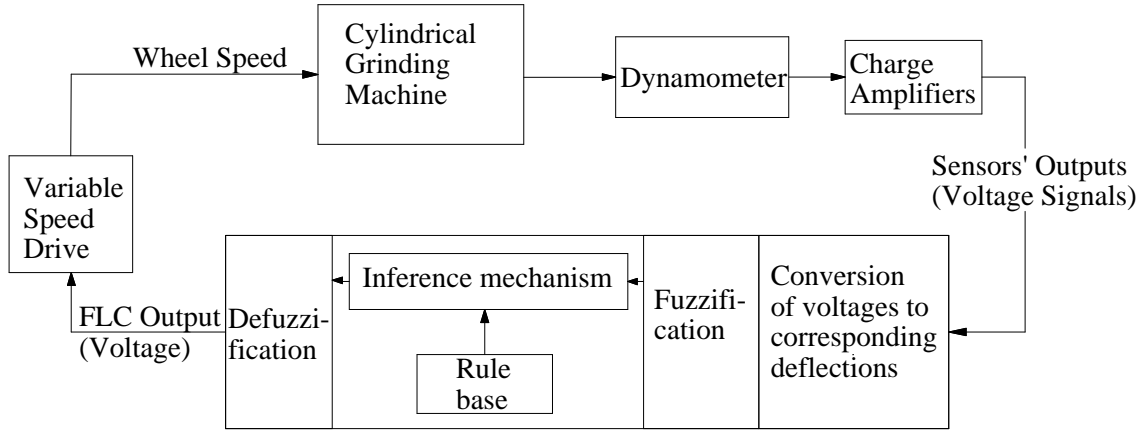 Wheel Speed
Cylindrical
Grinding
Machine
Dynamometer
Charge
Amplifiers
Sensors' Outputs
(Voltage Signals)
Variable
Speed
Drive
FLC Output
(Voltage)
Defuzzi-
fication
Inference mechanism
Rule
base
Fuzzifi-
cation
Conversion
of voltages to
corresponding
deflections